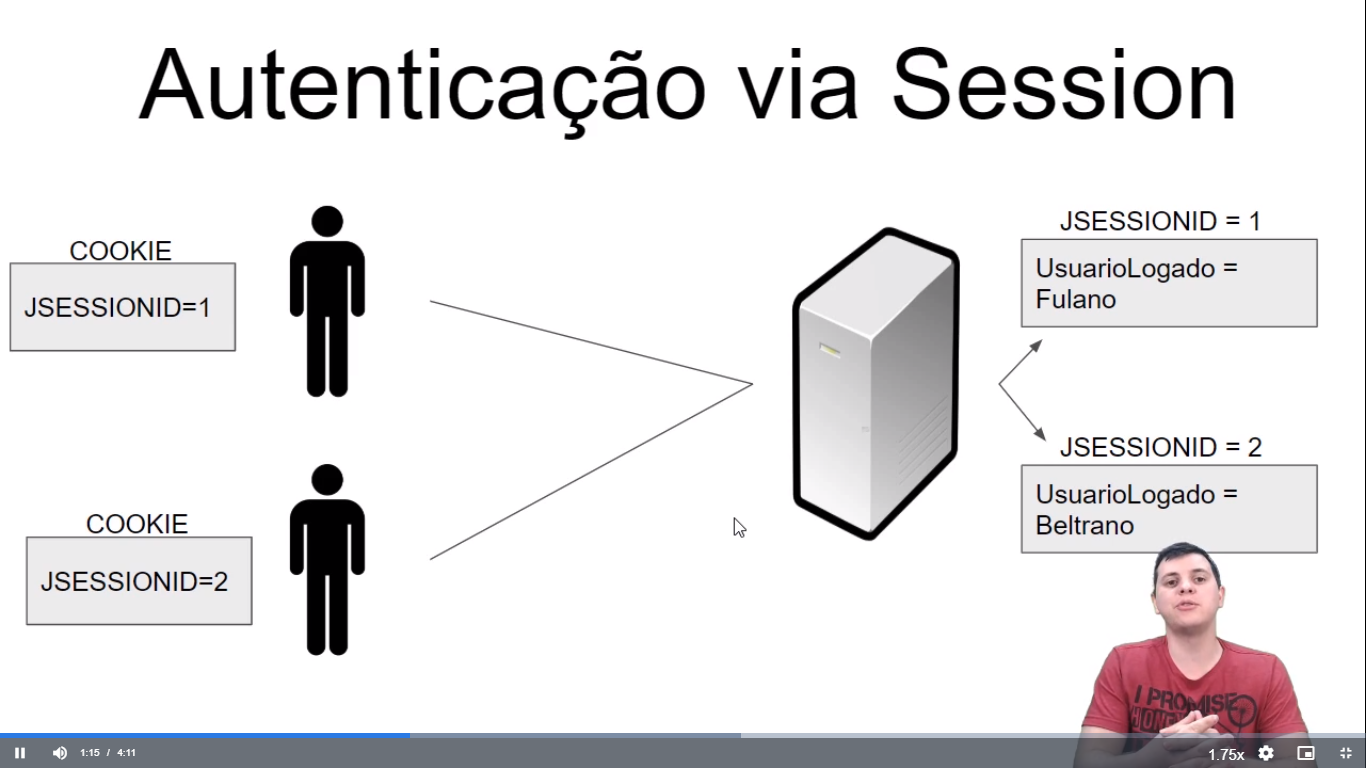 Autenticação via Session
COOKIE
JSESSIONID=1
COOKIE
JSESSIONID=2
JSESSIONID = 1
UsuarioLogado =
Fulano
JSESSIONID = 2
UsuarioLogado =
Beltrano
I PROMISE
MONEY
1:15 / 4:11
1.75x